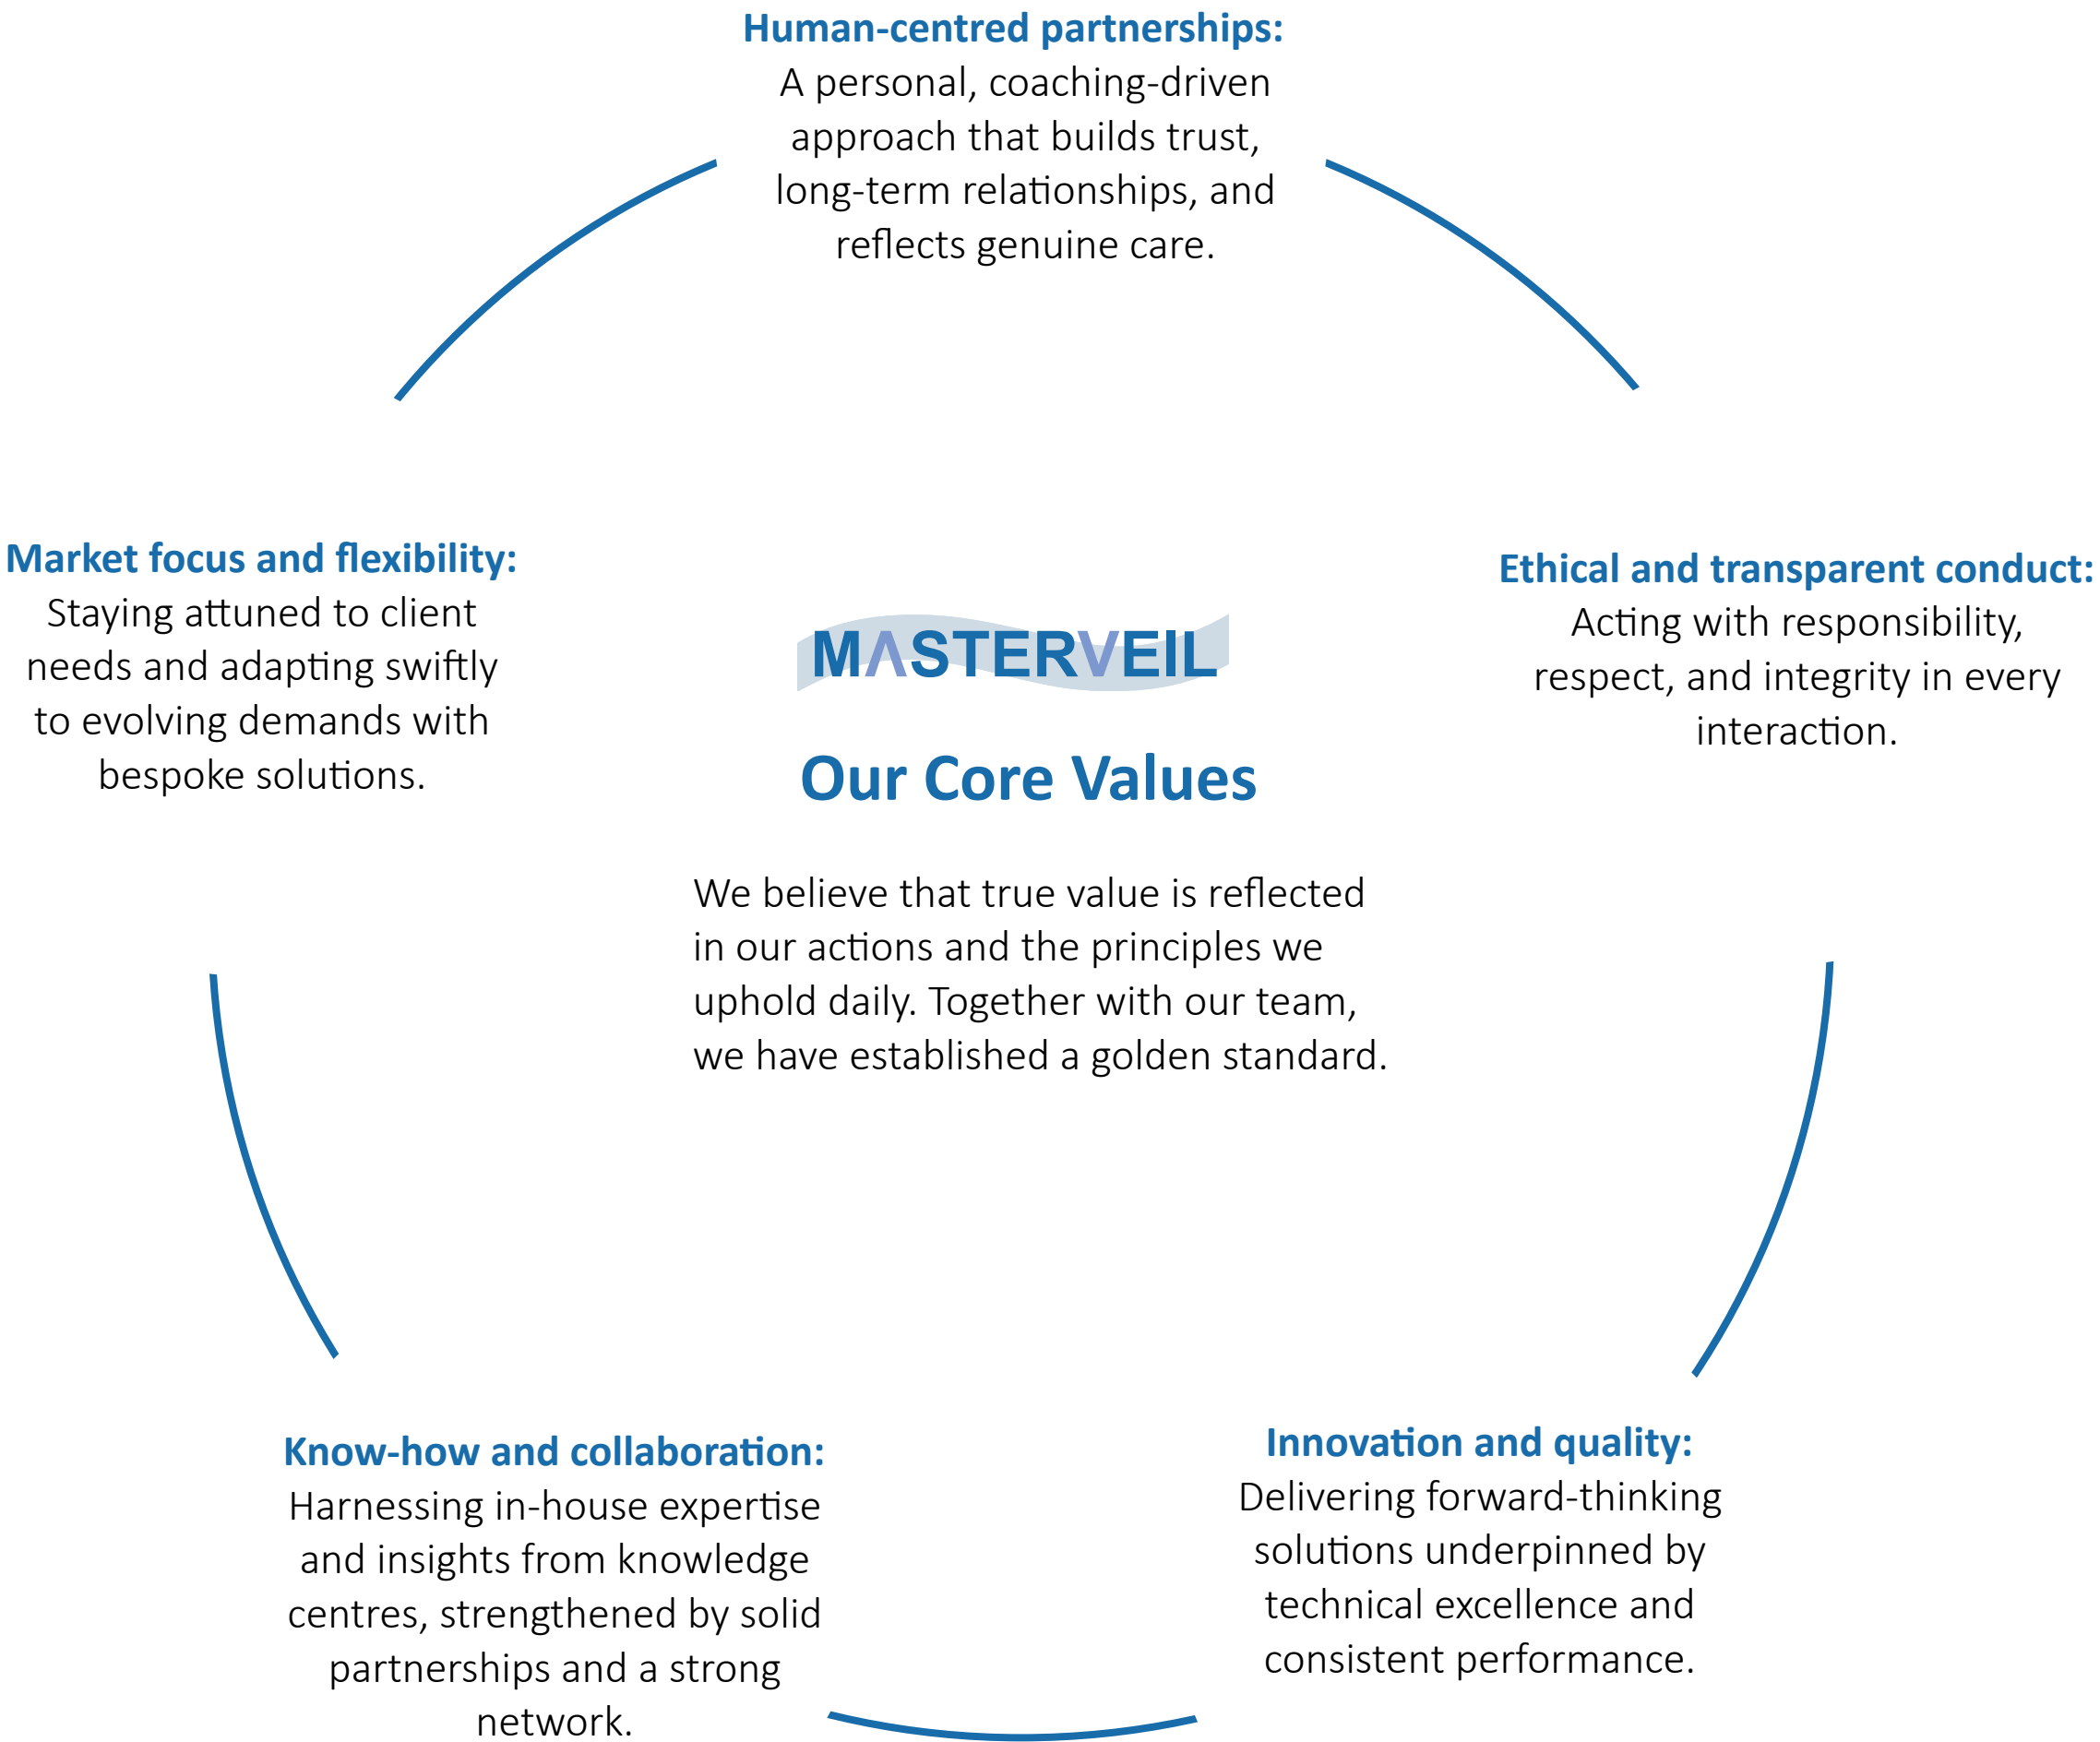 Human-centred partnerships:
A personal, coaching-driven
approach that builds trust,
long-term relationships, and
reflects genuine care.
Market focus and flexibility:
Staying attuned to client
needs and adapting swiftly
to evolving demands with
bespoke solutions.
Ethical and transparent conduct:
Acting with responsibility,
respect, and integrity in every
interaction.
MASTERVEIL
Our Core Values
We believe that true value is reflected
in our actions and the principles we
uphold daily. Together with our team,
we have established a golden standard.
Know-how and collaboration:
Harnessing in-house expertise
and insights from knowledge
centres, strengthened by solid
partnerships and a strong
network.
Innovation and quality:
Delivering forward-thinking
solutions underpinned by
technical excellence and
consistent performance.